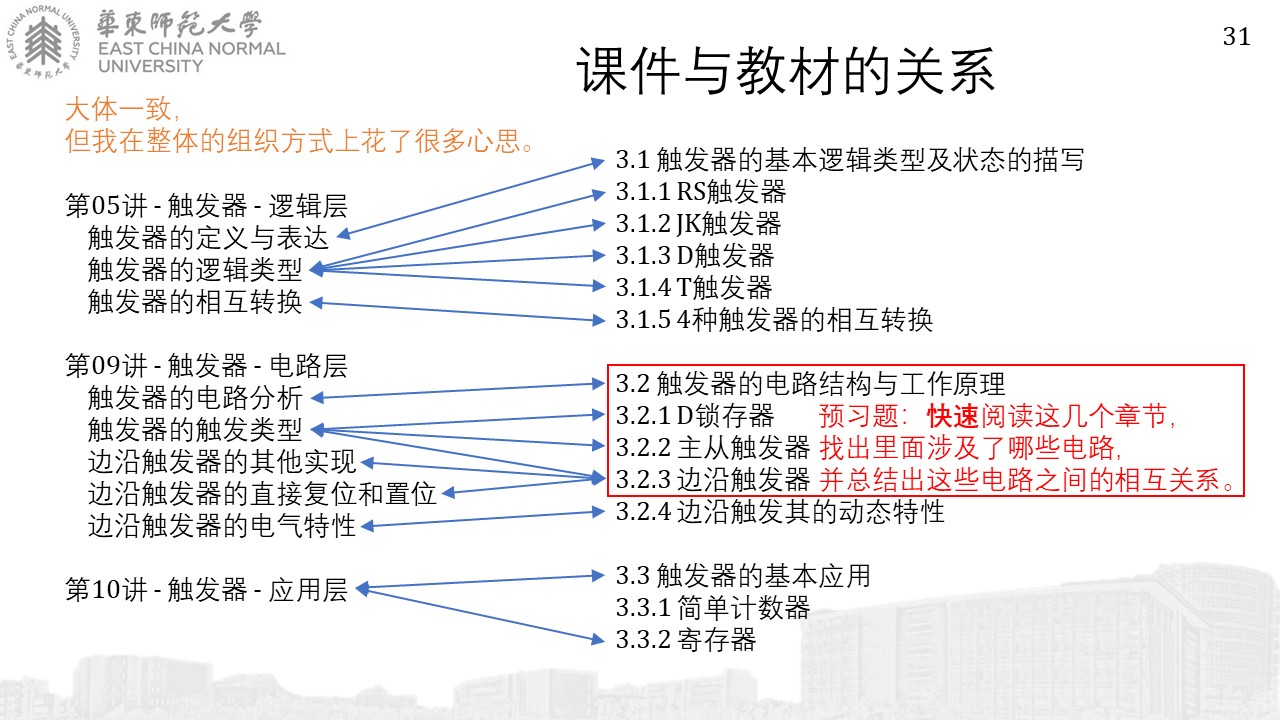 EAST CHINA NORMAL UNIVERSITY
華東師范大學
華東師范大學
EAST CHINA NORMAL
UNIVERSITY
31
课件与教材的关系
大体一致,
但我在整体的组织方式上花了很多心思。
第05讲 - 触发器 - 逻辑层
触发器的定义与表达
触发器的逻辑类型
触发器的相互转换
第09讲 - 触发器 - 电路层
触发器的电路分析
触发器的触发类型
边沿触发器的其他实现
边沿触发器的直接复位和置位
边沿触发器的电气特性
第10讲 - 触发器 - 应用层
3.1 触发器的基本逻辑类型及状态的描写
3.1.1 RS触发器
3.1.2 JK触发器
3.1.3 D触发器
3.1.4 T触发器
3.1.5 4种触发器的相互转换
3.2 触发器的电路结构与工作原理
3.2.1 D锁存器
3.2.2 主从触发器
3.2.3 边沿触发器
预习题：快速阅读这几个章节,
找出里面涉及了哪些电路,
并总结出这些电路之间的相互关系。
3.2.4 边沿触发其的动态特性
3.3 触发器的基本应用
3.3.1 简单计数器
3.3.2 寄存器